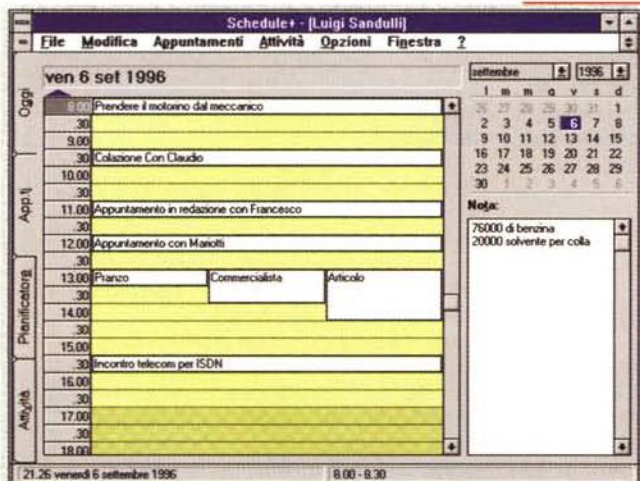 Schedule+ - [Luigi Sandulli]
File Modifica Appuntamenti Attività Opzioni Finestra ?
Oggi
App.ti
Pianificatore
Attività
ven 6 set 1996
8.00 Prendere il motorino dal meccanico
.30
9.00
.30 Colazione Con Claudio
10.00
.30
11.00 Appuntamento in redazione con Francesco
.30
12.00 Appuntamento con Mariotti
.30
13.00 Pranzo Commercialista Articolo
.30
14.00
.30
15.00
.30 Incontro telecom per ISDN
16.00
.30
17.00
.30
18.00
settembre 1996
l m m g v s d
26 27 28 29 30 31 1
2 3 4 5 6 7 8
9 10 11 12 13 14 15
16 17 18 19 20 21 22
23 24 25 26 27 28 29
30 1 2 3 4 5 6
Nota:
76000 di benzina
20000 solvente per colla
21.26 venerdì 6 settembre 1996 8.00 - 8.30